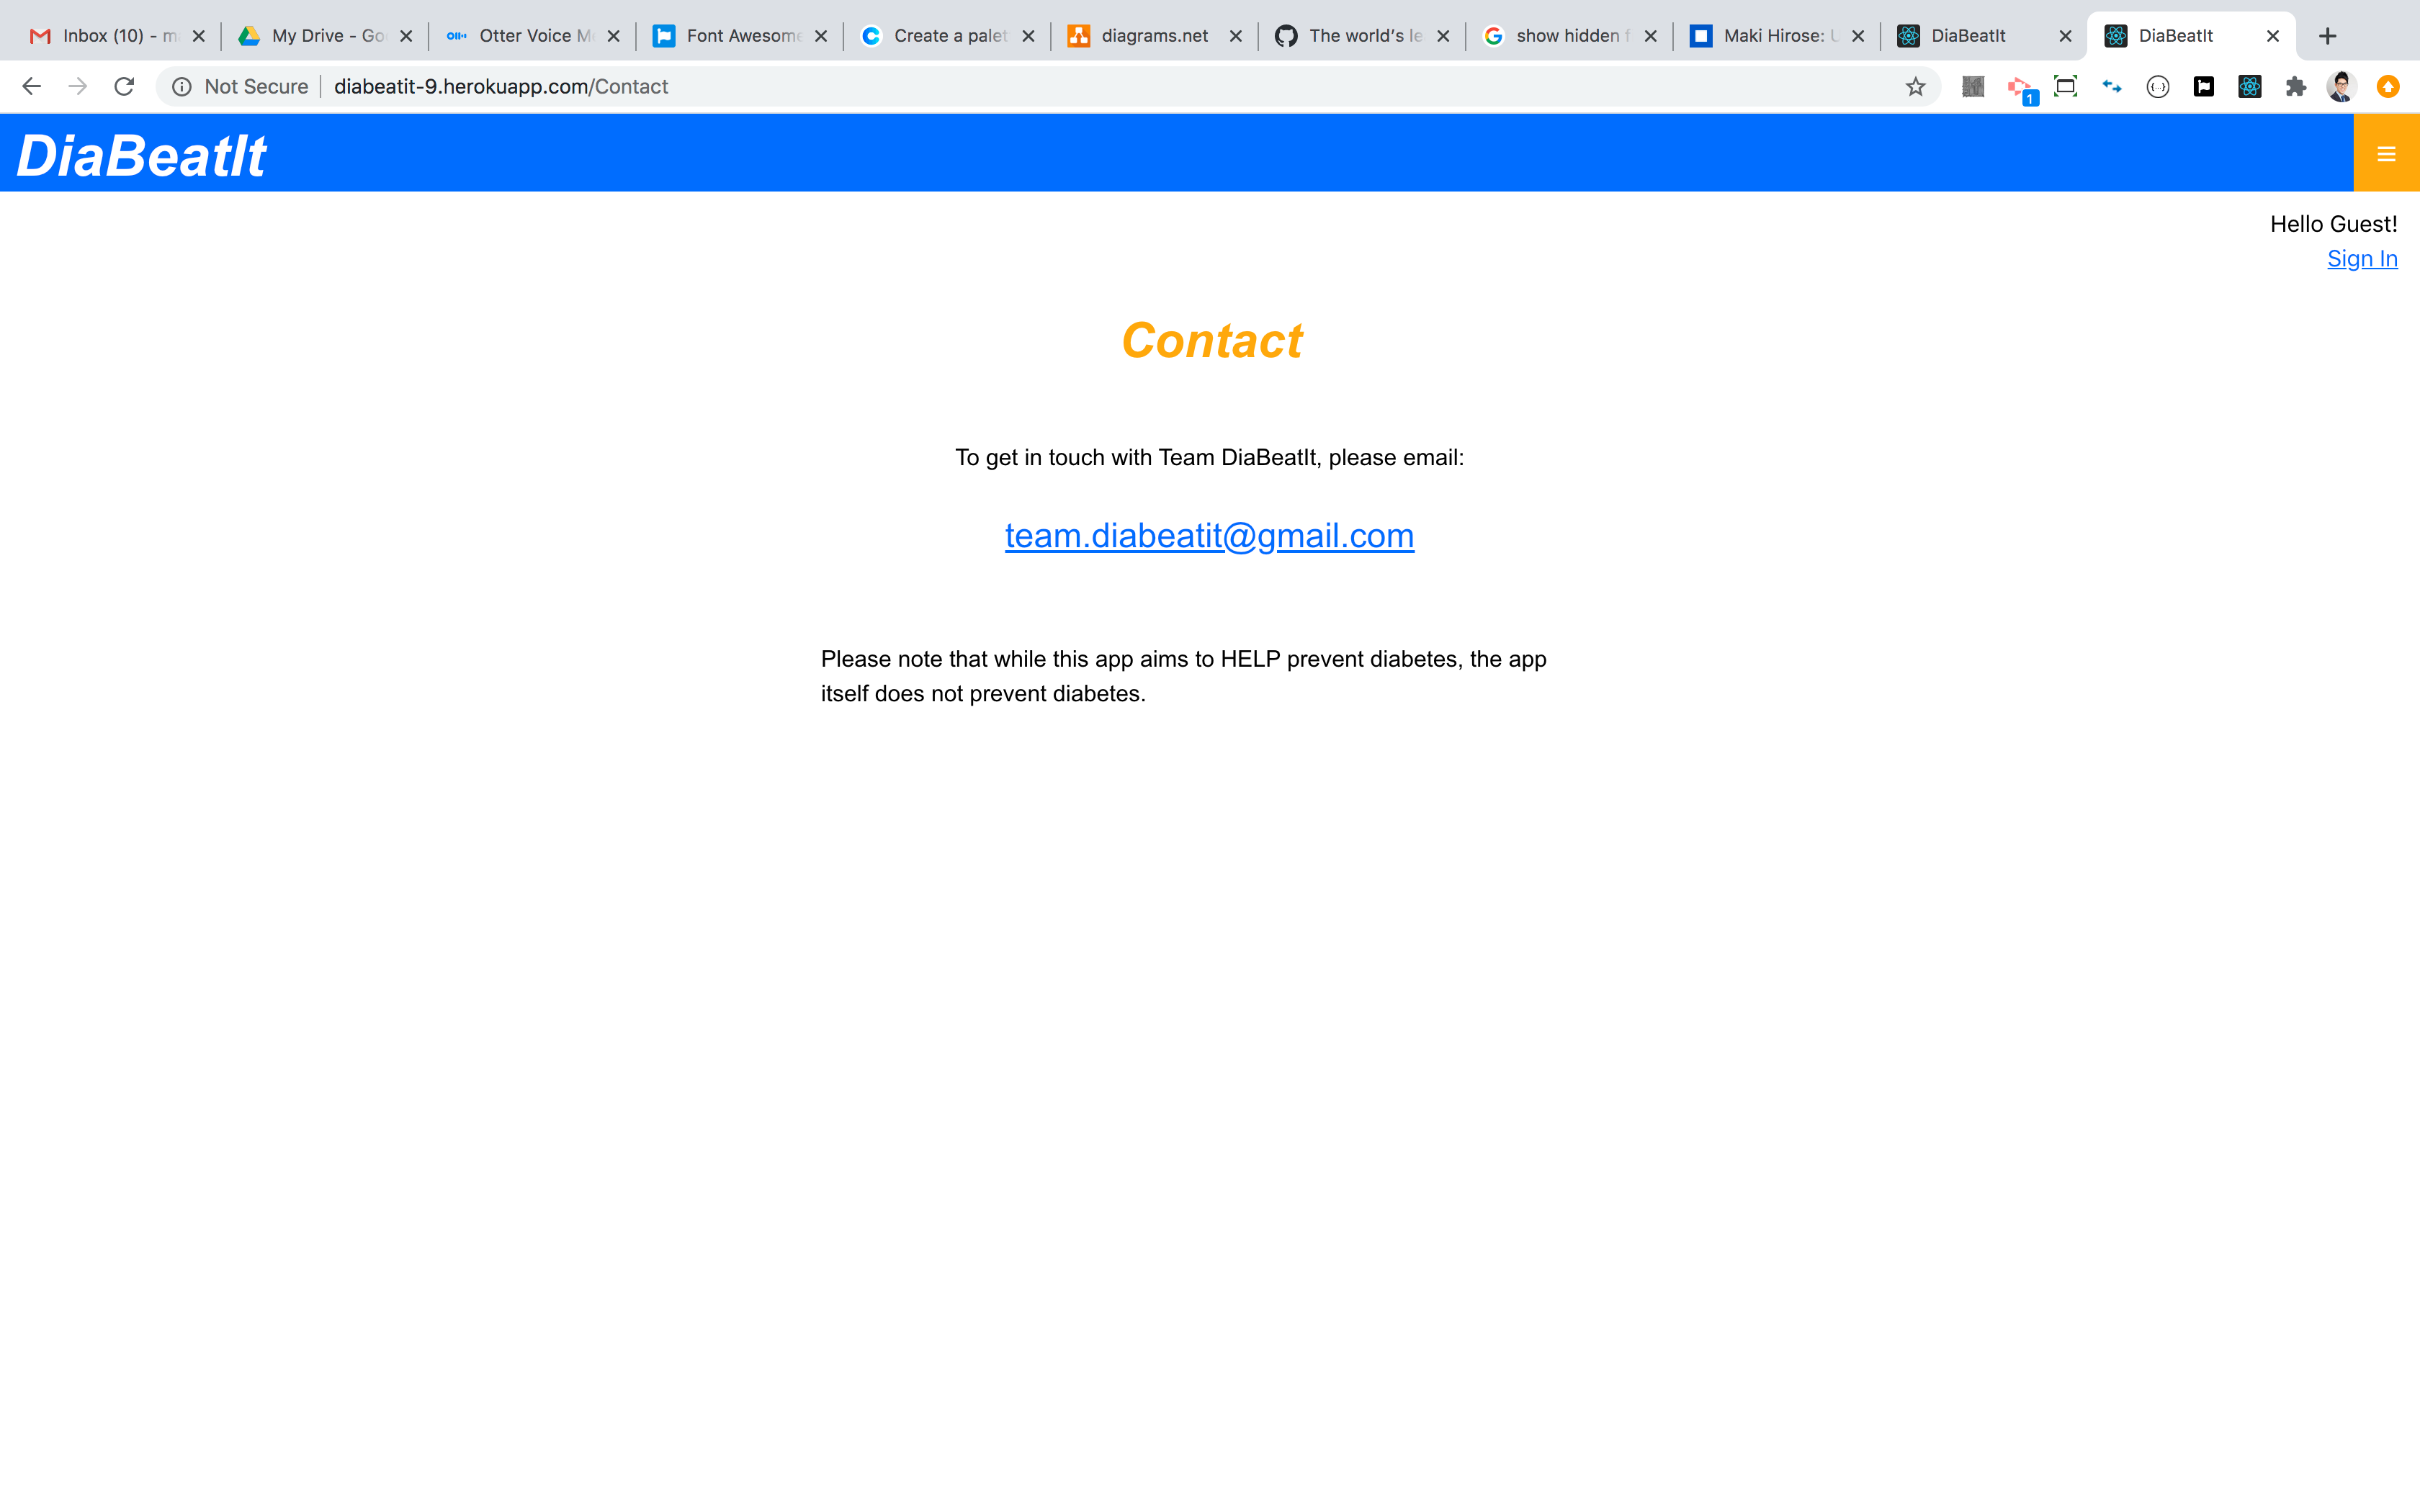 Inbox (10) - m
My Drive - Go
Otter Voice M
Font Awesome
Create a palet
diagrams.net
The world's le
show hidden f
Maki Hirose: U
DiaBeatIt
DiaBeatIt
Not Secure
diabeatit-9.herokuapp.com/Contact
1
DiaBeatIt
Hello Guest!
Sign In
Contact
To get in touch with Team DiaBeatIt, please email:
team.diabeatit@gmail.com
Please note that while this app aims to HELP prevent diabetes, the app
itself does not prevent diabetes.